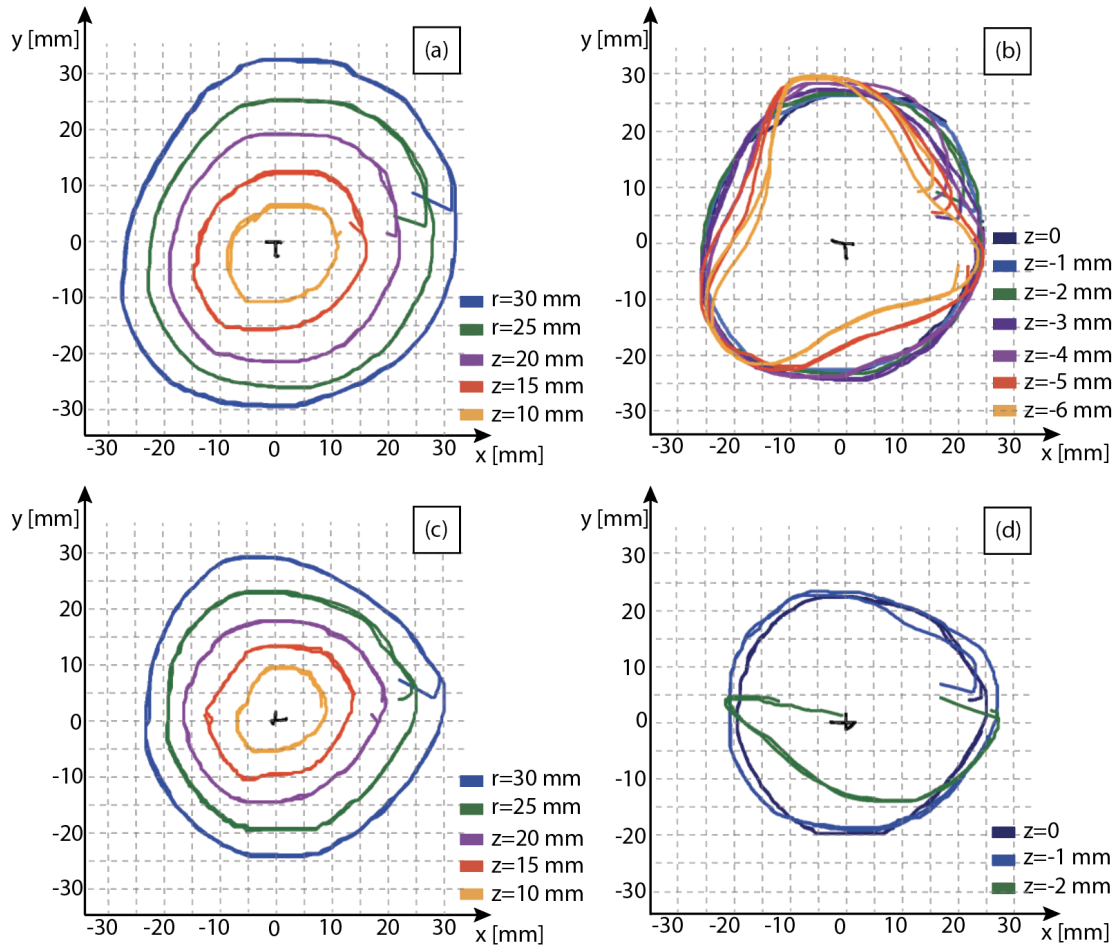 y [mm]
(a)
30
20
10
0
-10
-20
-30
r=30 mm
r=25 mm
z=20 mm
z=15 mm
z=10 mm
-30 -20 -10 0 10 20 30
x [mm]
y [mm]
(b)
30
20
10
0
-10
-20
-30
z=0
z=-1 mm
z=-2 mm
z=-3 mm
z=-4 mm
z=-5 mm
z=-6 mm
-30 -20 -10 0 10 20 30
x [mm]
y [mm]
(c)
30
20
10
0
-10
-20
-30
r=30 mm
r=25 mm
z=20 mm
z=15 mm
z=10 mm
-30 -20 -10 0 10 20 30
x [mm]
y [mm]
(d)
30
20
10
0
-10
-20
-30
z=0
z=-1 mm
z=-2 mm
-30 -20 -10 0 10 20 30
x [mm]